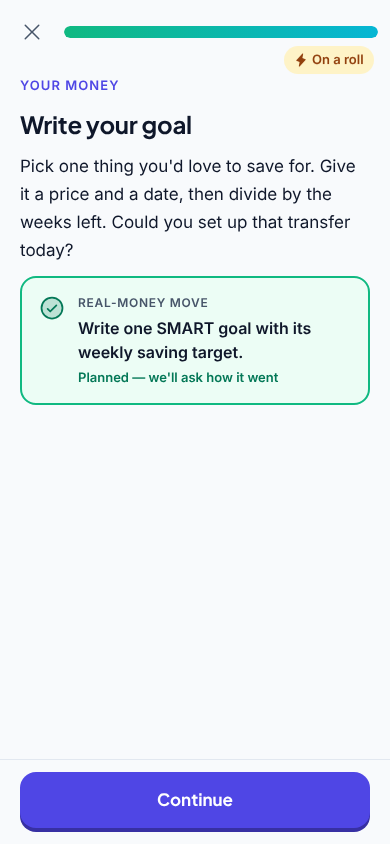 On a roll
YOUR MONEY
Write your goal
Pick one thing you'd love to save for. Give
it a price and a date, then divide by the
weeks left. Could you set up that transfer
today?
REAL-MONEY MOVE
Write one SMART goal with its
weekly saving target.
Planned — we'll ask how it went
Continue